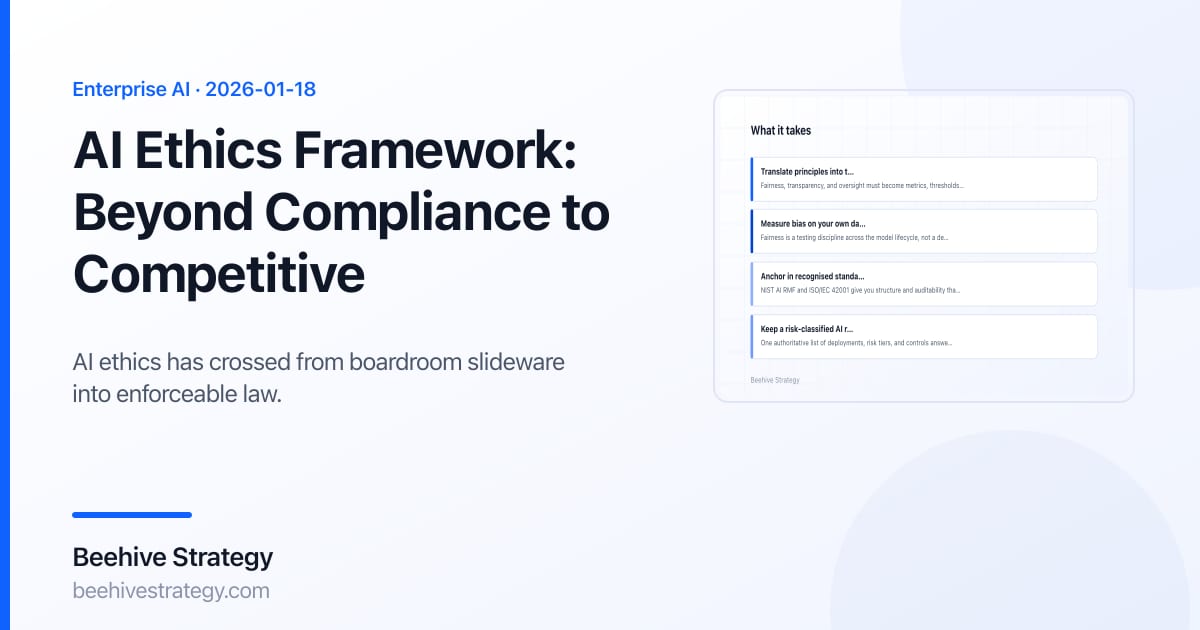 Enterprise AI · 2026-01-18
AI Ethics Framework:
Beyond Compliance to
Competitive
AI ethics has crossed from boardroom slideware
into enforceable law.
Beehive Strategy
beehivestrategy.com
What it takes
Translate principles into t...
Fairness, transparency, and oversight must become metrics, thresholds...
Measure bias on your own da...
Fairness is a testing discipline across the model lifecycle, not a de...
Anchor in recognised standa...
NIST AI RMF and ISO/IEC 42001 give you structure and auditability tha...
Keep a risk-classified AI r...
One authoritative list of deployments, risk tiers, and controls answe...
Beehive Strategy